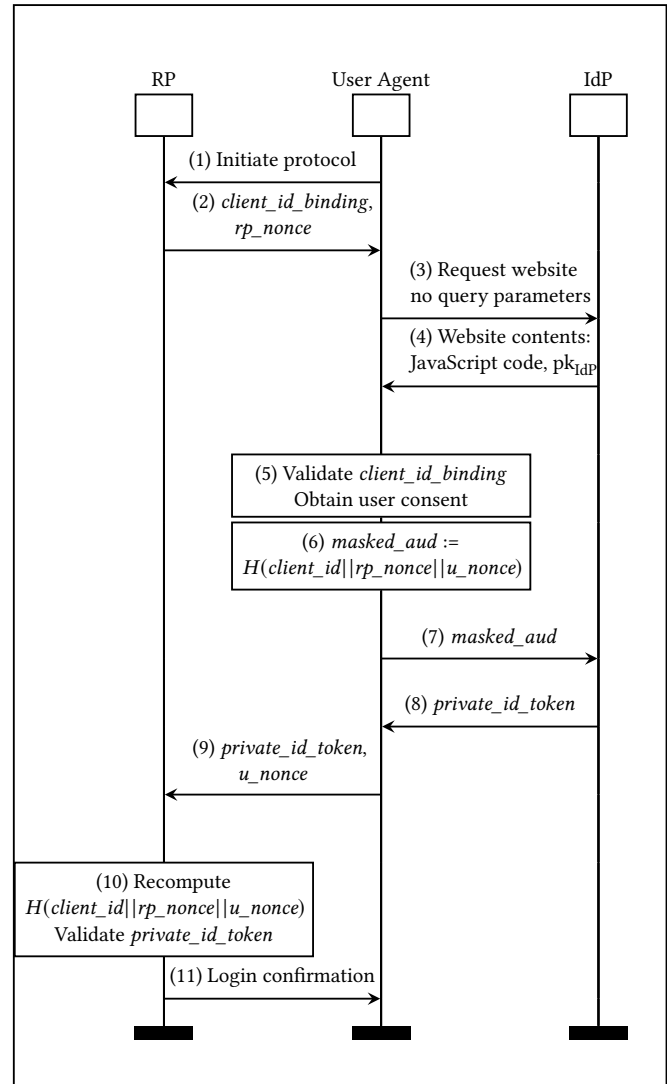 RP
User Agent
IdP
(1) Initiate protocol
(2) client_id_binding,
rp_nonce
(3) Request website
no query parameters
(4) Website contents:
JavaScript code, pk_IdP
(5) Validate client_id_binding
Obtain user consent
(6) masked_aud :=
H(client_id||rp_nonce||u_nonce)
(7) masked_aud
(8) private_id_token
(9) private_id_token,
u_nonce
(10) Recompute
H(client_id||rp_nonce||u_nonce)
Validate private_id_token
(11) Login confirmation